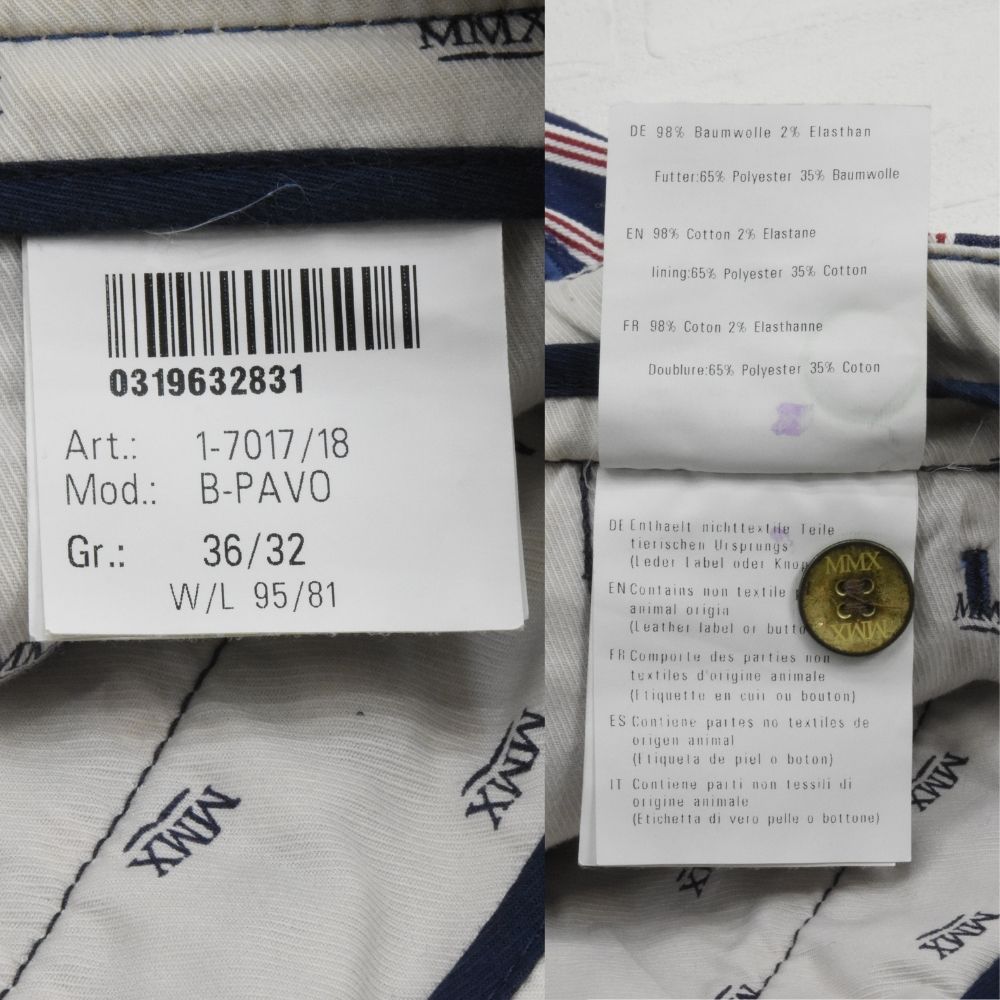 MMX
0319632831
Art.: 1-7017/18
Mod.: B-PAVO
Gr.: 36/32
W/L 95/81
MMX
MMX
DE 98% Baumwolle 2% Elasthan
Futter:65% Polyester 35% Baumwolle
EN 98% Cotton 2% Elastane
lining:65% Polyester 35% Cotton
FR 98% Coton 2% Elasthanne
Doublure:65% Polyester 35% Coton
DE Enthaelt nichttextile Teile
tierischen Ursprungs
(Leder Label oder Knop
EN Contains non textile
animal origin
(Leather label or butto
FR Comporte des parties non
textiles d'origine animale
(Etiquette en cuir ou bouton)
ES Contiene partes no textiles de
origen animal
(Etiqueta de piel o boton)
IT Contiene parti non tessili di
origine animale
(Etichetta di vero pelle o bottone)
MMX
MMX
MMX
MMX